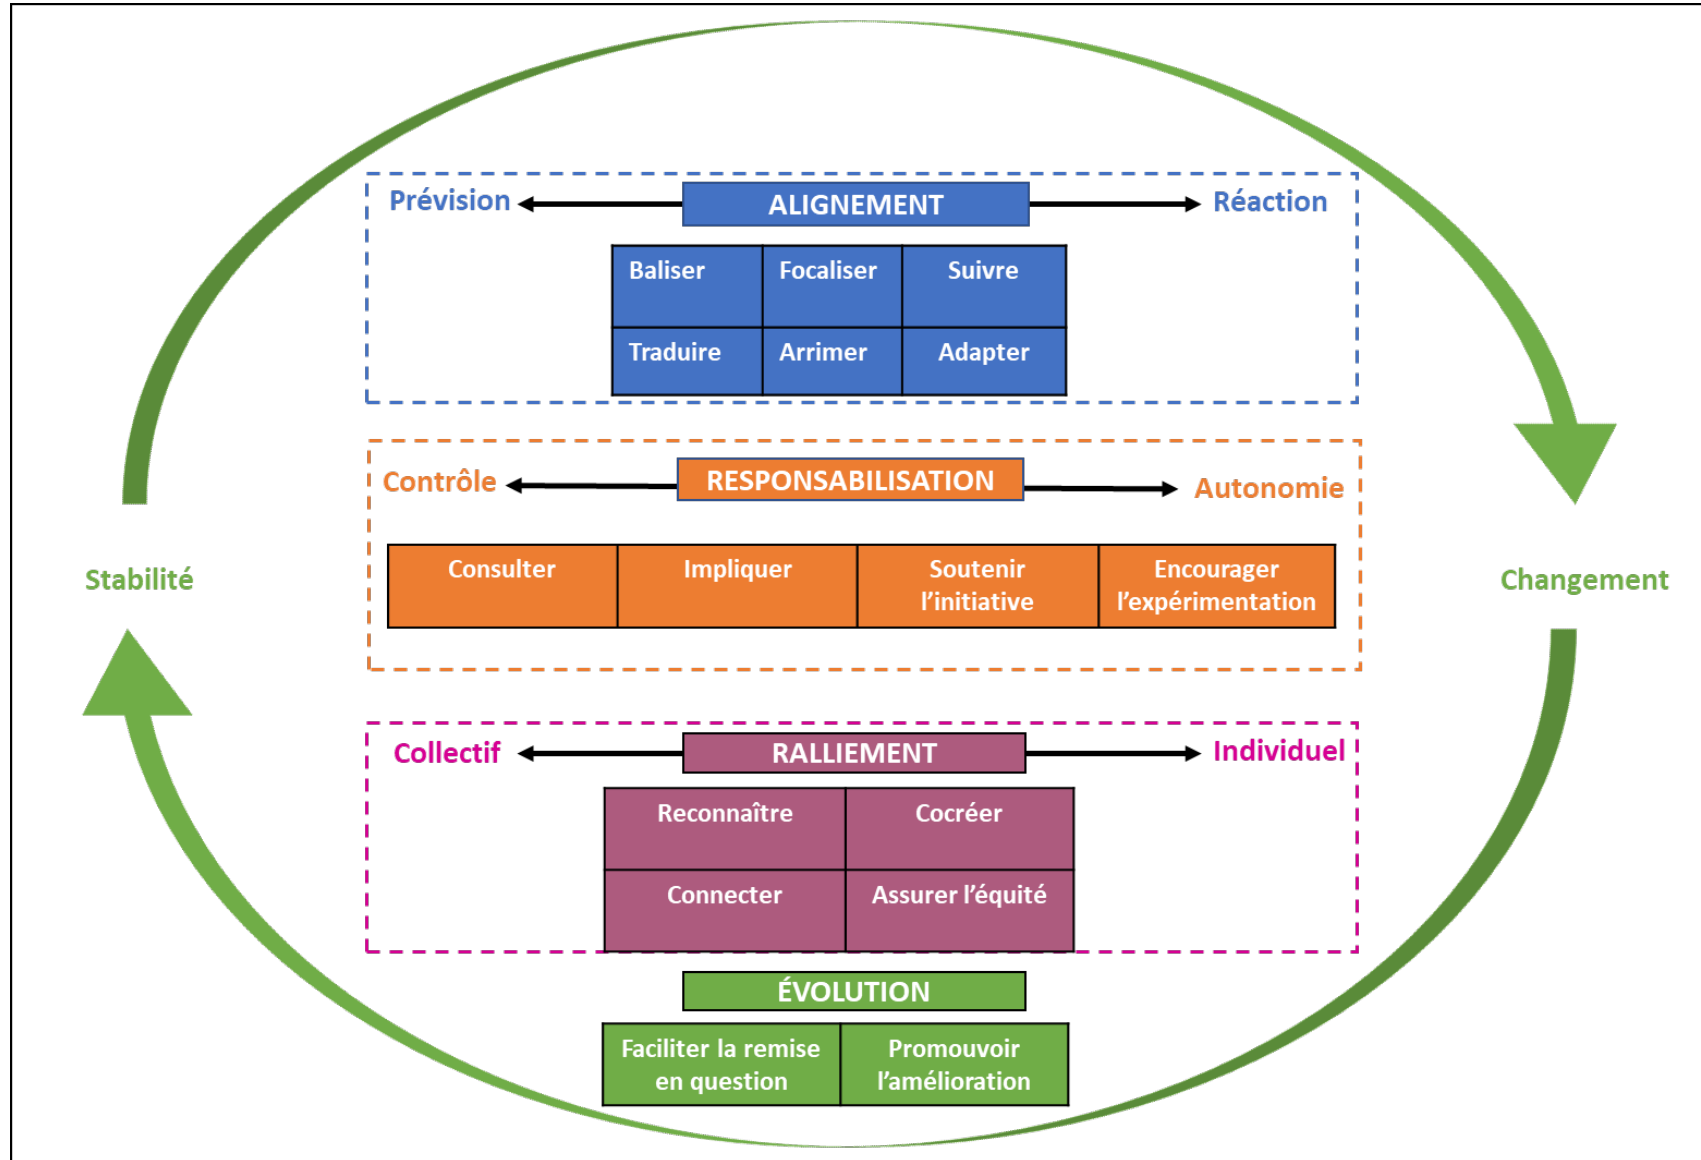 Prévision ALIGNEMENT Réaction
Baliser Focaliser Suivre
Traduire Arrimer Adapter
Contrôle RESPONSABILISATION Autonomie
Consulter Impliquer Soutenir l’initiative Encourager l’expérimentation
Stabilité
Changement
Collectif RALLIEMENT Individuel
Reconnaître Cocréer
Connecter Assurer l’équité
ÉVOLUTION
Faciliter la remise en question
Promouvoir l’amélioration